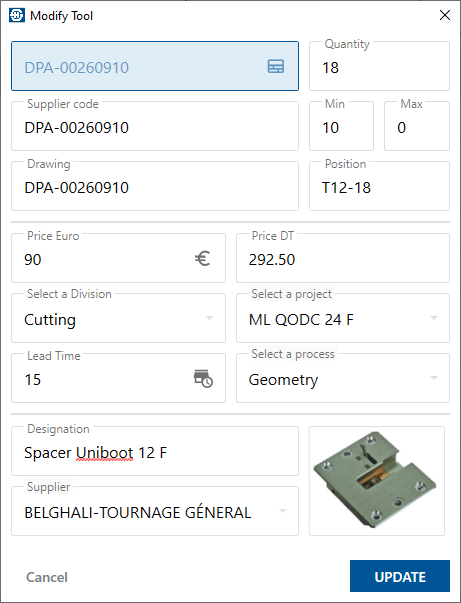 Modify Tool
DPA-00260910
Quantity
18
Supplier code
DPA-00260910
Min
10
Max
0
Drawing
DPA-00260910
Position
T12-18
Price Euro
90
€
Price DT
292.50
Select a Division
Cutting
Select a project
ML QODC 24 F
Lead Time
15
Select a process
Geometry
Designation
Spacer Uniboot 12 F
Supplier
BELGHALI-TOURNAGE GÉNERAL
Cancel
UPDATE